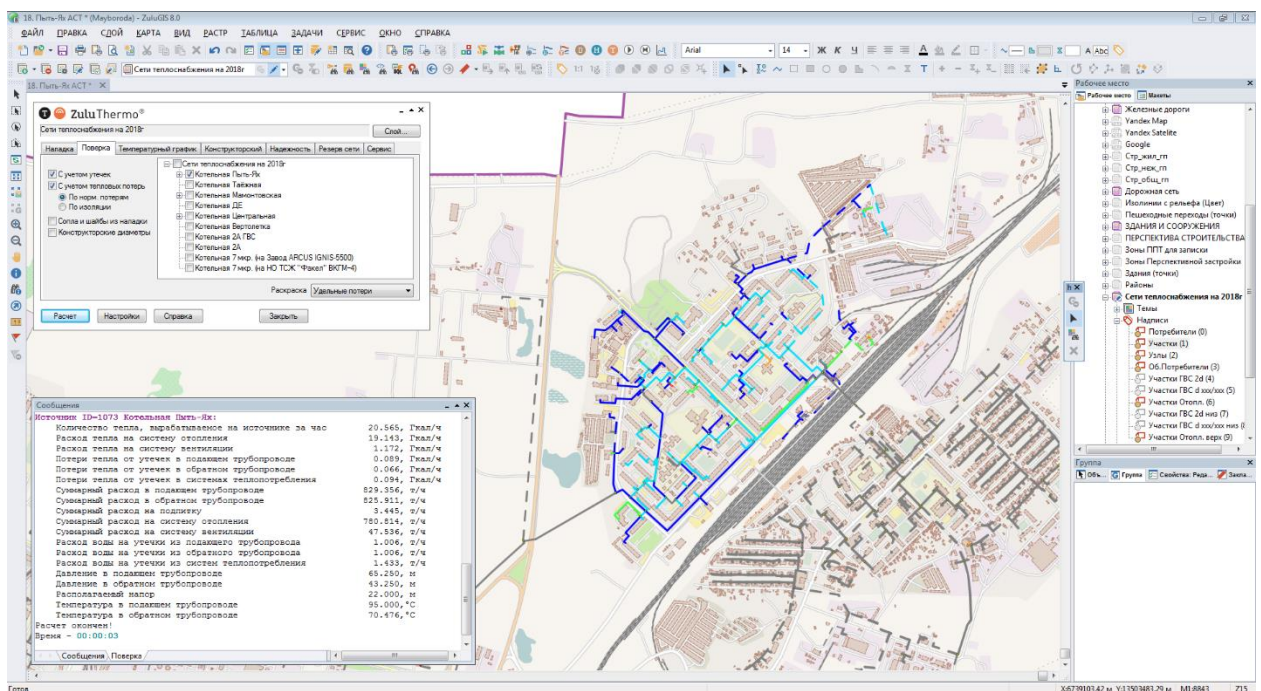 18. Пыть-Ях АСТ * (Mayboroda) - ZuluGIS 8.0
ФАЙЛ ПРАВКА СЛОЙ КАРТА ВИД РАСТР ТАБЛИЦА ЗАДАЧИ СЕРВИС ОКНО СПРАВКА
Arial 14 Ж К Ч
Сети теплоснабжения на 2018г
18. Пыть-Ях АСТ *
ZuluThermo®
Сети теплоснабжения на 2018г
Слой...
Наладка Поверка Температурный график Конструкторский Надежность Резерв сети Сервис
С учетом утечек
С учетом тепловых потерь
По норм. потерям
По изоляции
Сопла и шайбы из наладки
Конструкторские диаметры
Сети теплоснабжения на 2018г
Котельная Пыть-Ях
Котельная Таёжная
Котельная Мамонтовская
Котельная ДЕ
Котельная Центральная
Котельная Вертолетка
Котельная 2А ГВС
Котельная 2А
Котельная 7 мкр. (на Завод ARCUS IGNIS-5500)
Котельная 7 мкр. (на НО ТСЖ "Факел" ВКГМ-4)
Раскраска Удельные потери
Расчет Настройки Справка Закрыть
Сообщения
Источник ID=1073 Котельная Пыть-Ях:
Количество тепла, вырабатываемое на источнике за час 20.565, Гкал/ч
Расход тепла на систему отопления 19.143, Гкал/ч
Расход тепла на систему вентиляции 1.172, Гкал/ч
Потери тепла от утечек в подающем трубопроводе 0.089, Гкал/ч
Потери тепла от утечек в обратном трубопроводе 0.066, Гкал/ч
Потери тепла от утечек в системах теплопотребления 0.094, Гкал/ч
Суммарный расход в подающем трубопроводе 829.356, т/ч
Суммарный расход в обратном трубопроводе 825.911, т/ч
Суммарный расход на подпитку 3.445, т/ч
Суммарный расход на систему отопления 780.814, т/ч
Суммарный расход на систему вентиляции 47.536, т/ч
Расход воды на утечки из подающего трубопровода 1.006, т/ч
Расход воды на утечки из обратного трубопровода 1.006, т/ч
Расход воды на утечки из систем теплопотребления 1.433, т/ч
Давление в подающем трубопроводе 65.250, м
Давление в обратном трубопроводе 43.250, м
Располагаемый напор 22.000, м
Температура в подающем трубопроводе 95.000,°С
Температура в обратном трубопроводе 70.476,°С
Расчет окончен!
Время - 00:00:03
Сообщения Поверка
Рабочее место
Рабочее место Макеты
Железные дороги
Yandex Map
Yandex Satelite
Google
Стр_жил_гп
Стр_неж_гп
Стр_общ_гп
Дорожная сеть
Изолинии с рельефа (Цвет)
Пешеходные переходы (точки)
ЗДАНИЯ И СООРУЖЕНИЯ
ПЕРСПЕКТИВА СТРОИТЕЛЬСТВА
Зоны ППТ для записки
Зоны Перспективной застройки
Здания (точки)
Районы
Сети теплоснабжения на 2018г
Темы
Надписи
Потребители (0)
Участки (1)
Узлы (2)
Об.Потребители (3)
Участки ГВС 2d (4)
Участки ГВС d xxx/xxx (5)
Участки Отопл. (6)
Участки ГВС 2d низ (7)
Участки ГВС d xxx/xxx низ (8
Участки Отопл. верх (9)
Группа
Объ... Группа Свойства: Реда... Закла...
Готов
X:6739103.42 м Y:13503483.29 м М1:8843 Z15